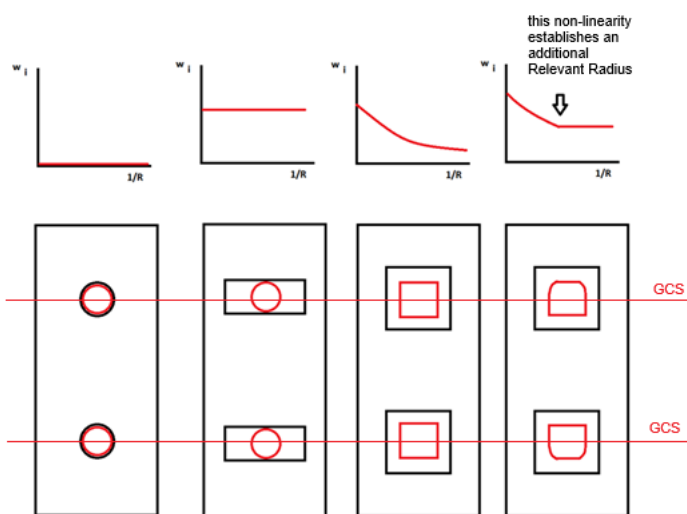 this non-linearity
establishes an
additional
Relevant Radius
w i
w i
w i
w i
1/R
1/R
1/R
1/R
GCS
GCS